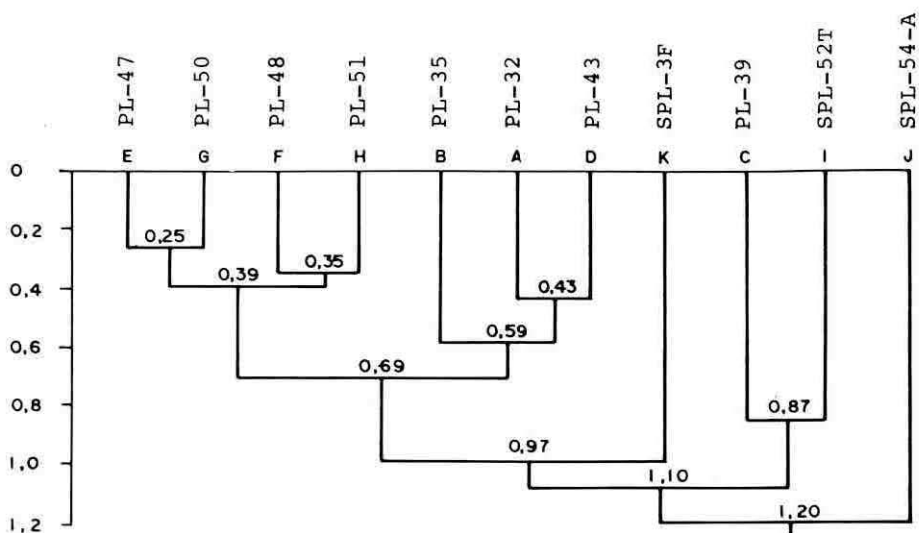 PL-47
PL-50
PL-48
PL-51
PL-35
PL-32
PL-43
SPL-3F
PL-39
SPL-52T
SPL-54-A
E G F H B A D K C I J
0
0,2
0,25
0,39
0,35
0,4
0,43
0,59
0,6
0,69
0,8
0,87
0,97
1,0
1,10
1,20
1,2